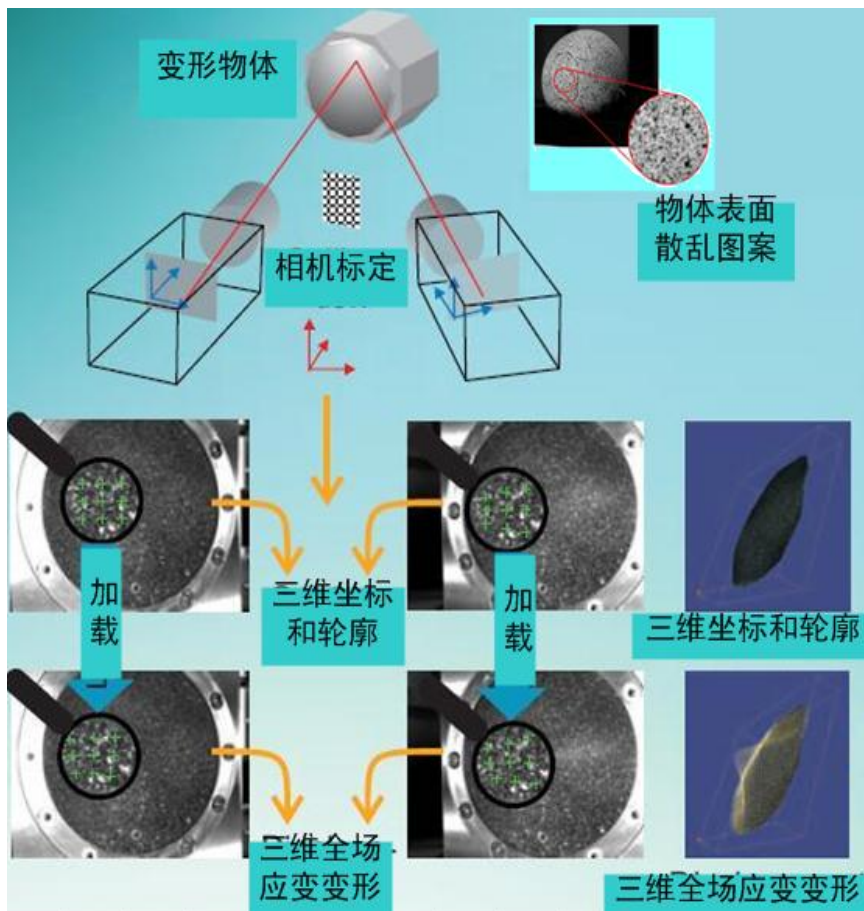 变形物体
物体表面
散乱图案
相机标定
加
载
三维坐标
和轮廓
加
载
三维坐标和轮廓
三维全场
应变变形
三维全场应变变形